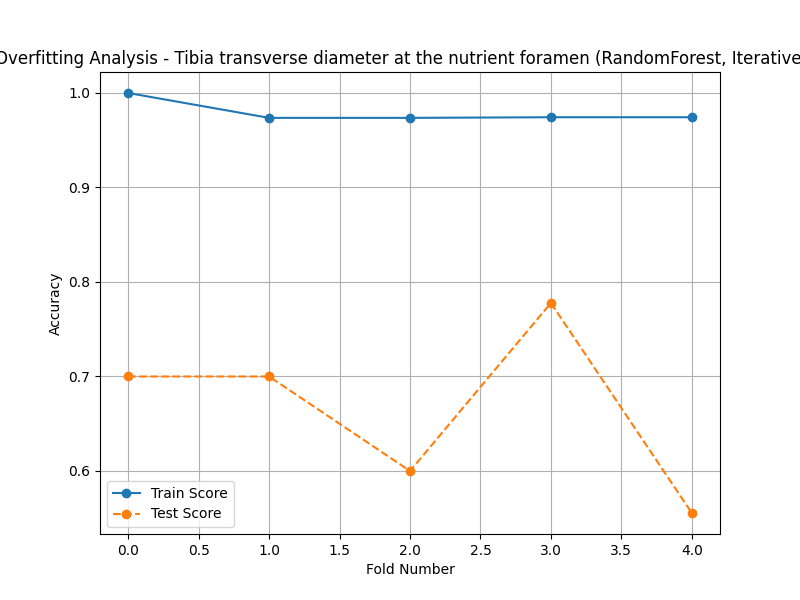 Overfitting Analysis - Tibia transverse diameter at the nutrient foramen (RandomForest, Iterative
1.0
0.9
0.8
0.7
0.6
Accuracy
Train Score
Test Score
0.0 0.5 1.0 1.5 2.0 2.5 3.0 3.5 4.0
Fold Number